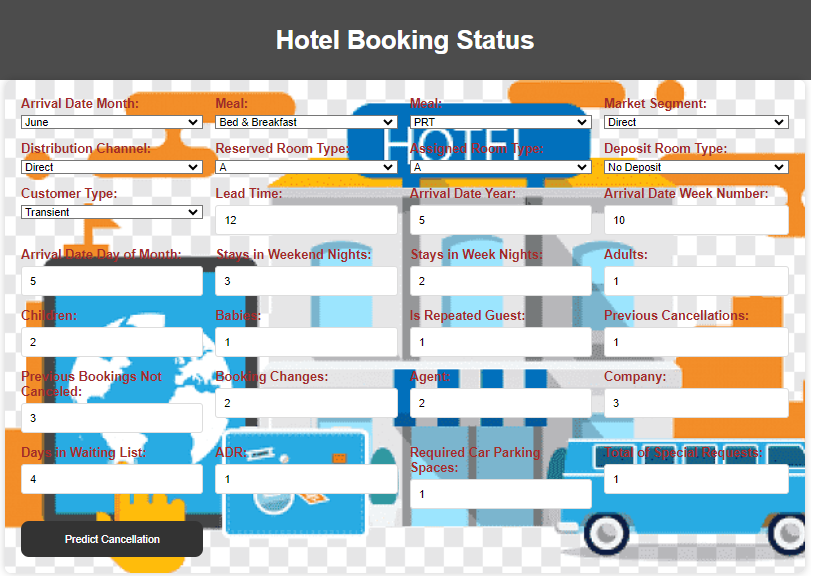 Hotel Booking Status
Arrival Date Month: Meal: Meal: Market Segment:
June Bed & Breakfast PRT Direct
HOTEL
Distribution Channel: Reserved Room Type: Assigned Room Type: Deposit Room Type:
Direct A A No Deposit
Customer Type: Lead Time: Arrival Date Year: Arrival Date Week Number:
Transient 12 5 10
Arrival Date Day of Month: Stays in Weekend Nights: Stays in Week Nights: Adults:
5 3 2 1
Children: Babies: Is Repeated Guest: Previous Cancellations:
2 1 1 1
Previous Bookings Not Canceled: Booking Changes: Agent: Company:
3 2 2 3
Days in Waiting List: ADR: Required Car Parking Spaces: Total of Special Requests:
4 1 1 1
Predict Cancellation